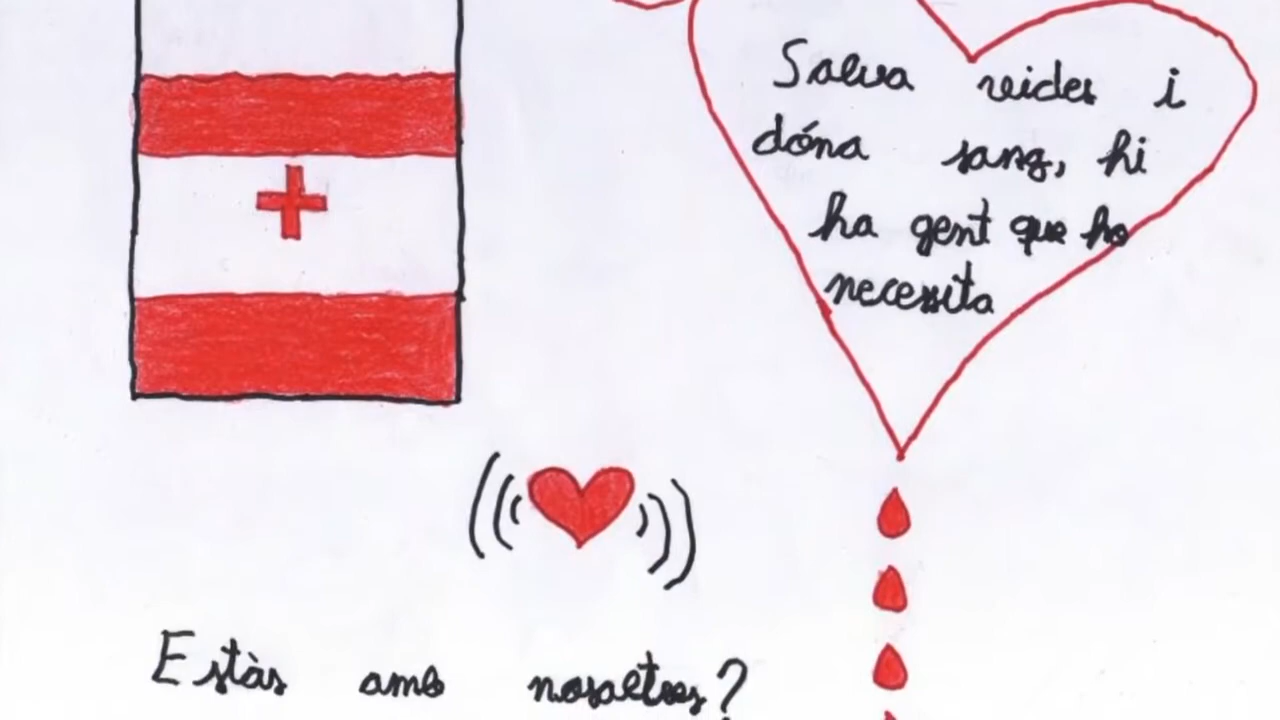 Salva vides i
dóna sang, hi
ha gent que ho
necessita
Estàs amb nosaltres?